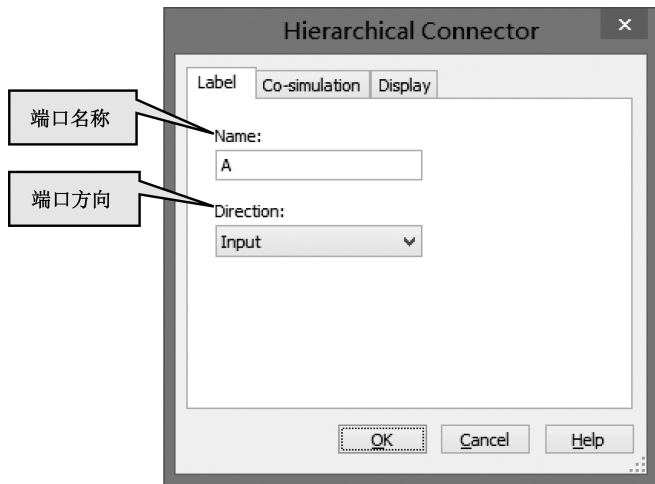 Hierarchical Connector
Label Co-simulation Display
端口名称
Name:
A
端口方向
Direction:
Input
OK Cancel Help